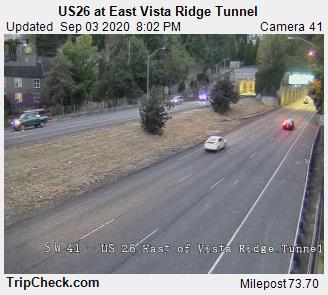 US26 at East Vista Ridge Tunnel
Updated Sep 03 2020 8:02 PM Camera 41
SW 41 - US 26 East of Vista Ridge Tunnel
TripCheck.com Milepost 73.70